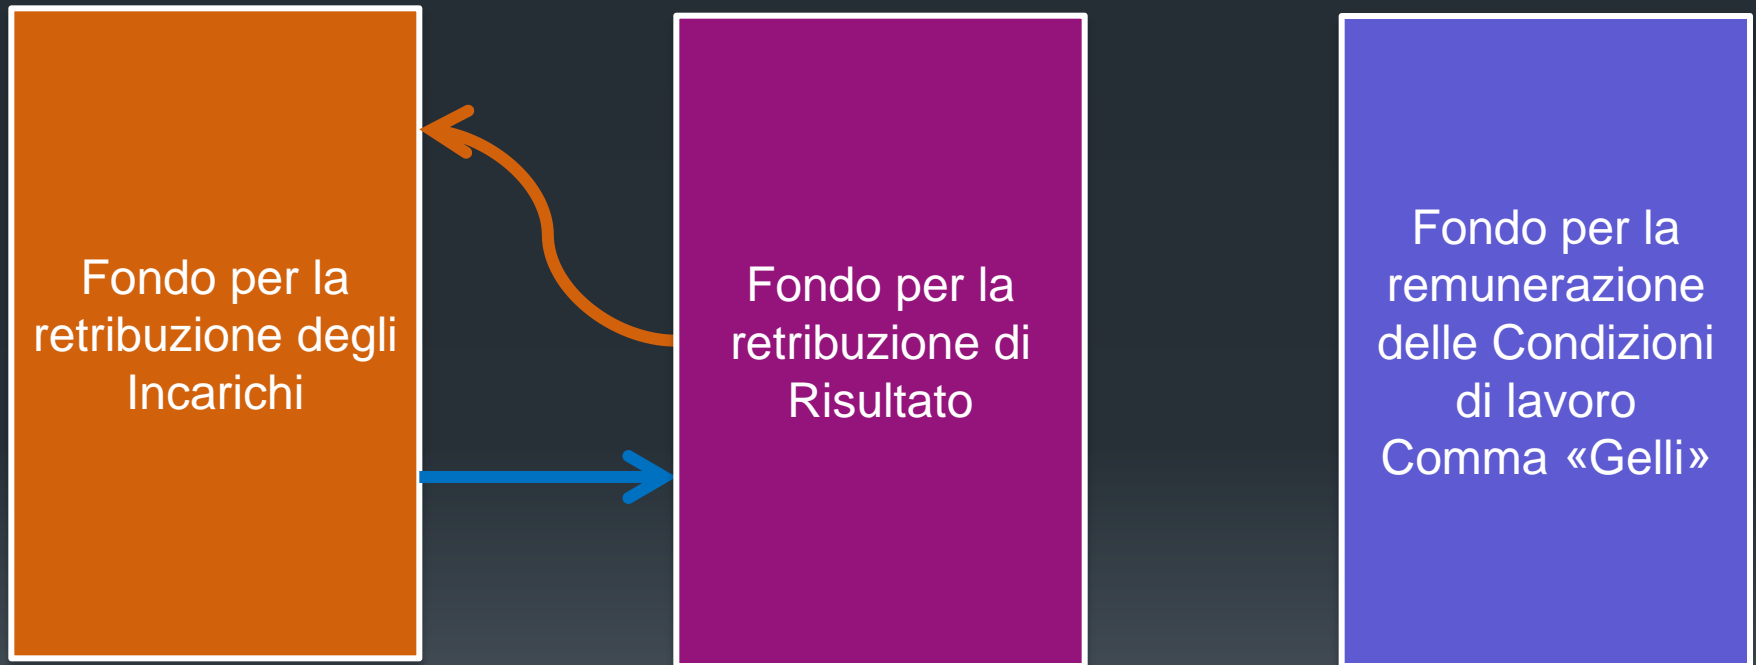 Fondo per la
retribuzione degli
Incarichi
Fondo per la
retribuzione di
Risultato
Fondo per la
remunerazione
delle Condizioni
di lavoro
Comma «Gelli»